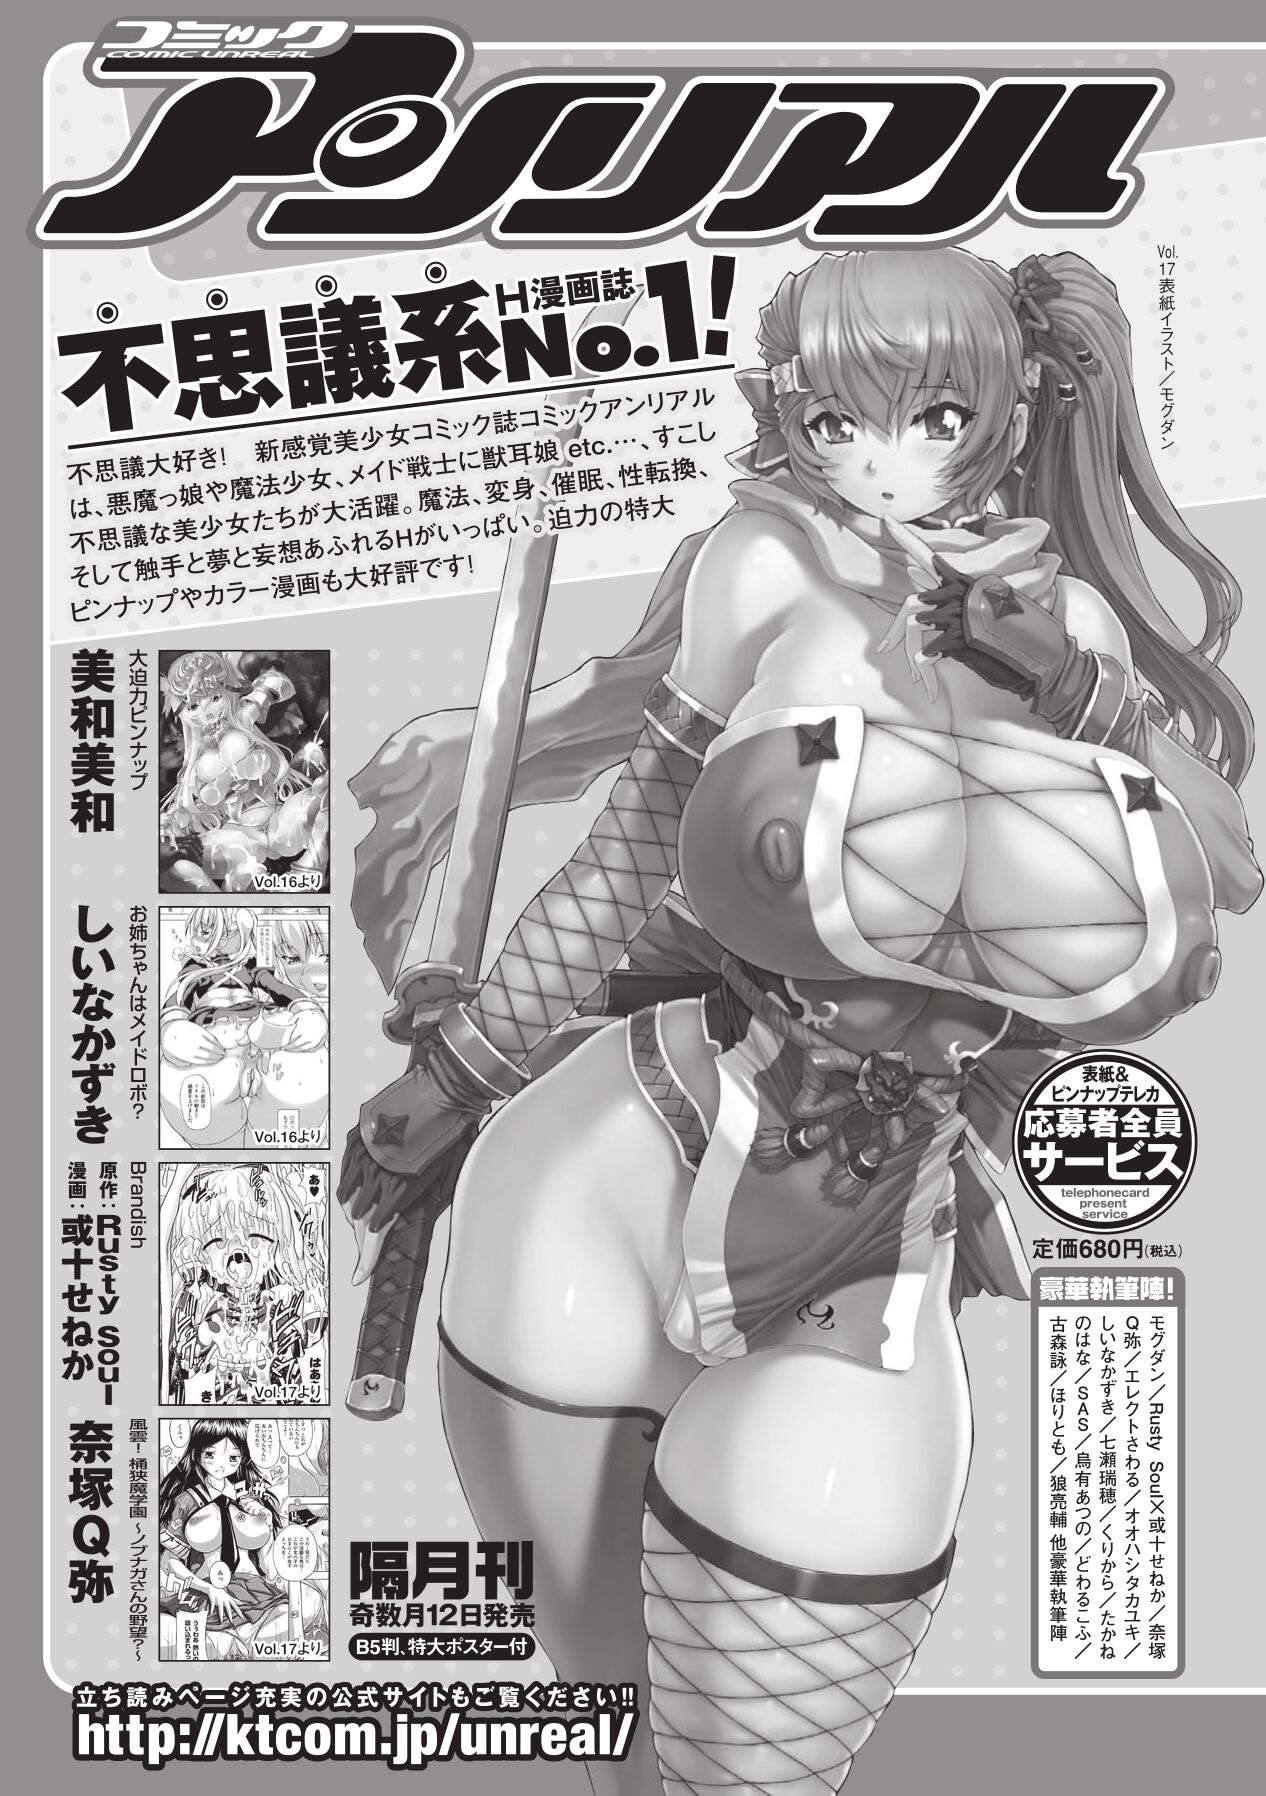 コミック
COMIC UNREAL
アンリアル
不思議系H漫画誌No.1!
不思議大好き!　新感覚美少女コミック誌コミックアンリアル
は、悪魔っ娘や魔法少女、メイド戦士に獣耳娘 etc.…、すこし
不思議な美少女たちが大活躍。魔法、変身、催眠、性転換、
そして触手と夢と妄想あふれるHがいっぱい。迫力の特大
ピンナップやカラー漫画も大好評です!
Vol.17表紙イラスト／モグダン
大迫力ピンナップ
美和美和
Vol.16より
お姉ちゃんはメイドロボ?
しいなかずき
Vol.16より
Brandish
原作：Rusty Soul
漫画：或十せねか
あ♥
はあ
き
Vol.17より
風雲!桶狭魔学園 〜ノブナガさんの野望?〜
奈塚Q弥
Vol.17より
表紙&
ピンナップテレカ
応募者全員
サービス
telephonecard
present
service
定価680円(税込)
豪華執筆陣!
モグダン／Rusty Soul×或十せねか／奈塚
Q弥／エレクトさわる／オオハシタカユキ／
しいなかずき／七瀬瑞穂／くりから／たかね
のはな／SAS／烏有あつの／どわるこふ／
古森詠／ほりとも／狼亮輔 他豪華執筆陣
隔月刊
奇数月12日発売
B5判、特大ポスター付
立ち読みページ充実の公式サイトもご覧ください!!
http://ktcom.jp/unreal/